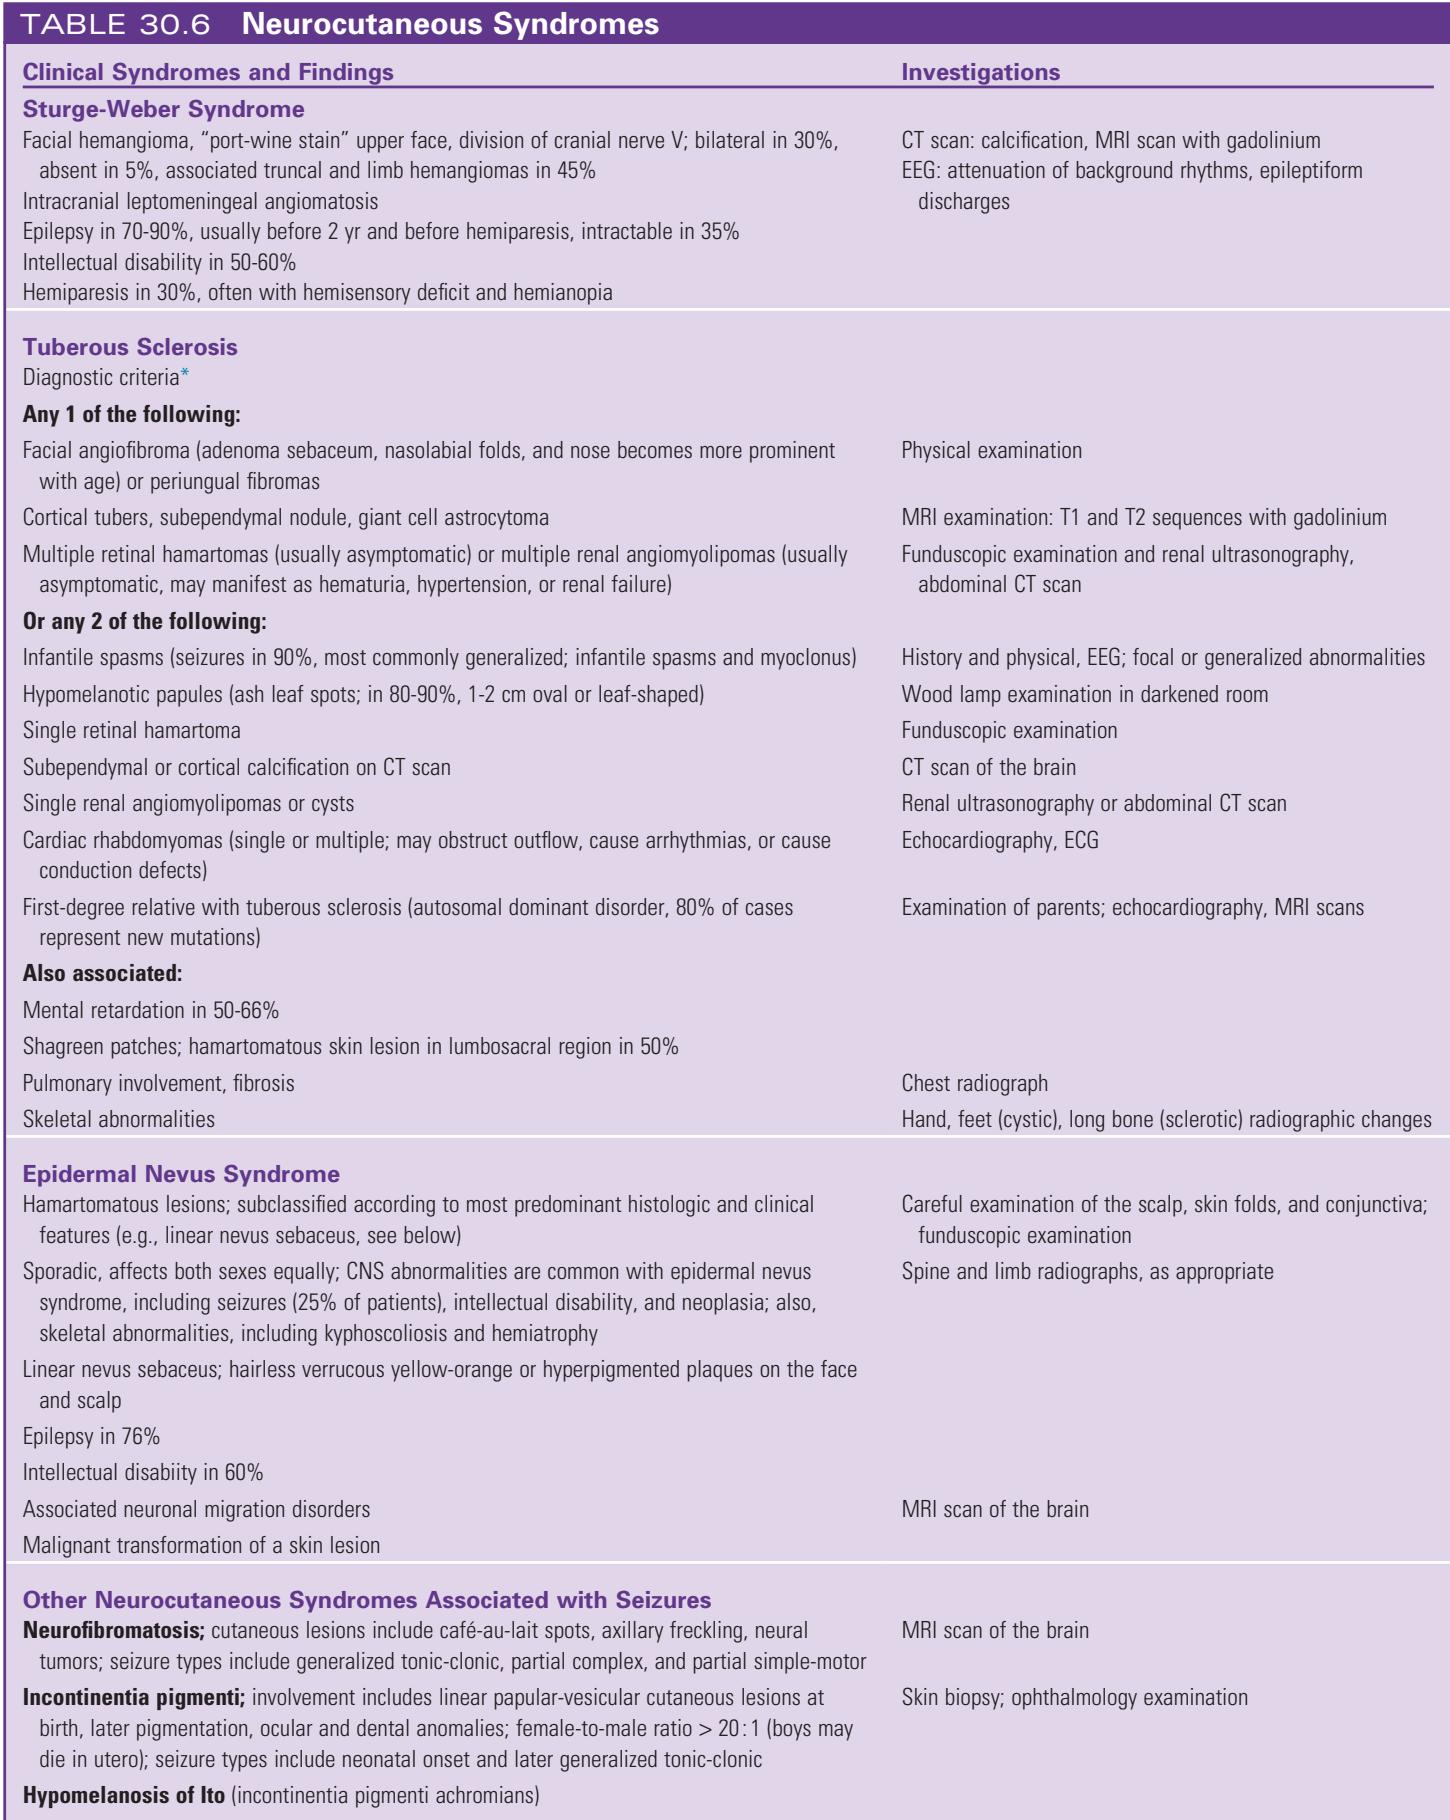 TABLE 30.6 Neurocutaneous Syndromes
Clinical Syndromes and Findings Investigations
Sturge-Weber Syndrome
Facial hemangioma, “port-wine stain” upper face, division of cranial nerve V; bilateral in 30%, CT scan: calcification, MRI scan with gadolinium
absent in 5%, associated truncal and limb hemangiomas in 45% EEG: attenuation of background rhythms, epileptiform
Intracranial leptomeningeal angiomatosis discharges
Epilepsy in 70-90%, usually before 2 yr and before hemiparesis, intractable in 35%
Intellectual disability in 50-60%
Hemiparesis in 30%, often with hemisensory deficit and hemianopia
Tuberous Sclerosis
Diagnostic criteria*
Any 1 of the following:
Facial angiofibroma (adenoma sebaceum, nasolabial folds, and nose becomes more prominent Physical examination
with age) or periungual fibromas
Cortical tubers, subependymal nodule, giant cell astrocytoma MRI examination: T1 and T2 sequences with gadolinium
Multiple retinal hamartomas (usually asymptomatic) or multiple renal angiomyolipomas (usually Funduscopic examination and renal ultrasonography,
asymptomatic, may manifest as hematuria, hypertension, or renal failure) abdominal CT scan
Or any 2 of the following:
Infantile spasms (seizures in 90%, most commonly generalized; infantile spasms and myoclonus) History and physical, EEG; focal or generalized abnormalities
Hypomelanotic papules (ash leaf spots; in 80-90%, 1-2 cm oval or leaf-shaped) Wood lamp examination in darkened room
Single retinal hamartoma Funduscopic examination
Subependymal or cortical calcification on CT scan CT scan of the brain
Single renal angiomyolipomas or cysts Renal ultrasonography or abdominal CT scan
Cardiac rhabdomyomas (single or multiple; may obstruct outflow, cause arrhythmias, or cause Echocardiography, ECG
conduction defects)
First-degree relative with tuberous sclerosis (autosomal dominant disorder, 80% of cases Examination of parents; echocardiography, MRI scans
represent new mutations)
Also associated:
Mental retardation in 50-66%
Shagreen patches; hamartomatous skin lesion in lumbosacral region in 50%
Pulmonary involvement, fibrosis Chest radiograph
Skeletal abnormalities Hand, feet (cystic), long bone (sclerotic) radiographic changes
Epidermal Nevus Syndrome
Hamartomatous lesions; subclassified according to most predominant histologic and clinical Careful examination of the scalp, skin folds, and conjunctiva;
features (e.g., linear nevus sebaceus, see below) funduscopic examination
Sporadic, affects both sexes equally; CNS abnormalities are common with epidermal nevus Spine and limb radiographs, as appropriate
syndrome, including seizures (25% of patients), intellectual disability, and neoplasia; also,
skeletal abnormalities, including kyphoscoliosis and hemiatrophy
Linear nevus sebaceus; hairless verrucous yellow-orange or hyperpigmented plaques on the face
and scalp
Epilepsy in 76%
Intellectual disabiity in 60%
Associated neuronal migration disorders MRI scan of the brain
Malignant transformation of a skin lesion
Other Neurocutaneous Syndromes Associated with Seizures
Neurofibromatosis; cutaneous lesions include café-au-lait spots, axillary freckling, neural MRI scan of the brain
tumors; seizure types include generalized tonic-clonic, partial complex, and partial simple-motor
Incontinentia pigmenti; involvement includes linear papular-vesicular cutaneous lesions at Skin biopsy; ophthalmology examination
birth, later pigmentation, ocular and dental anomalies; female-to-male ratio > 20:1 (boys may
die in utero); seizure types include neonatal onset and later generalized tonic-clonic
Hypomelanosis of Ito (incontinentia pigmenti achromians)